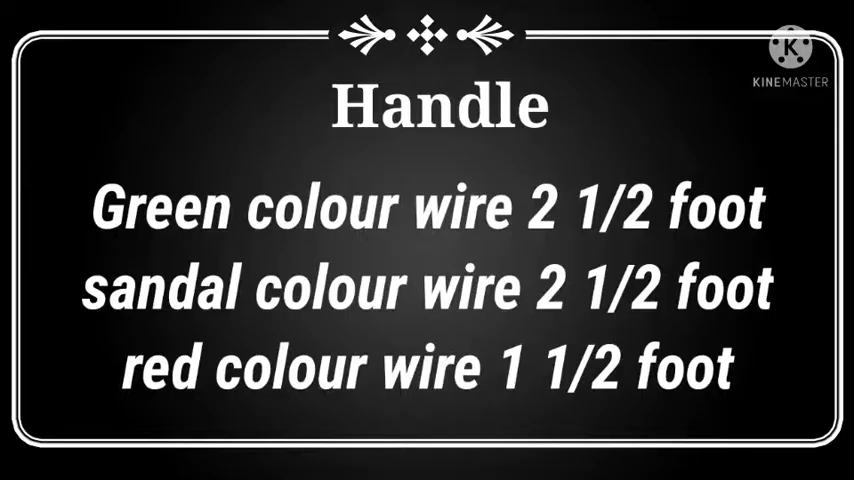 KINEMASTER
Handle
Green colour wire 2 1/2 foot
sandal colour wire 2 1/2 foot
red colour wire 1 1/2 foot